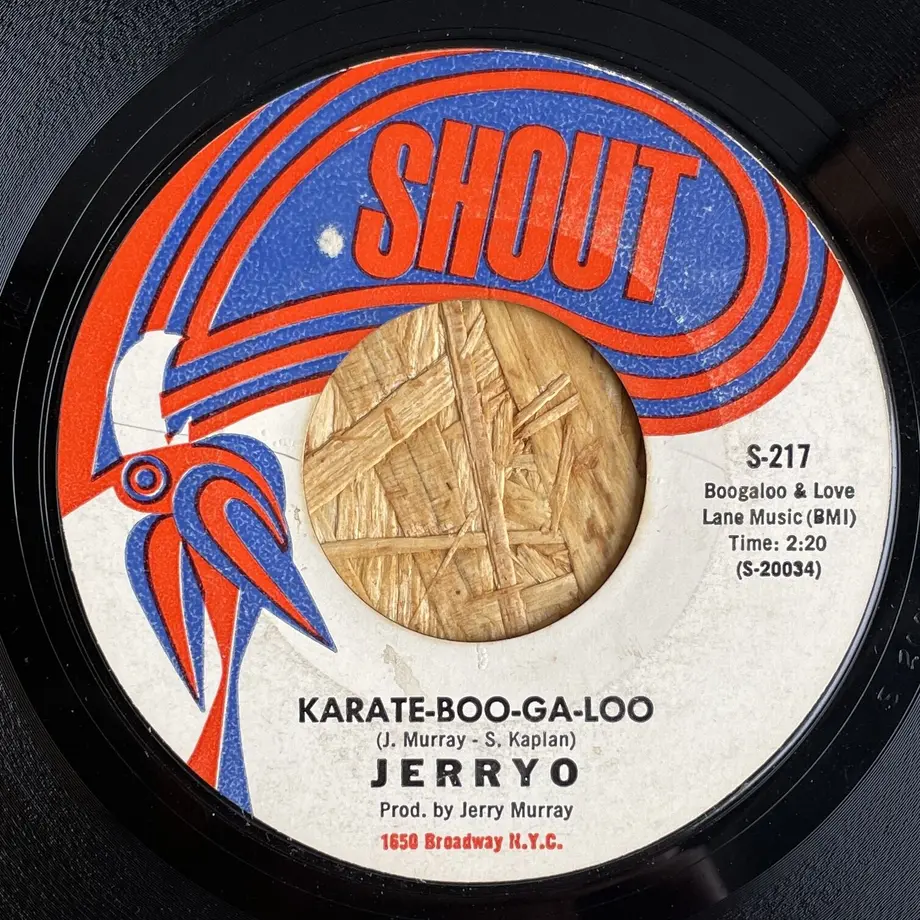 SHOUT
S-217
Boogaloo & Love
Lane Music (BMI)
Time: 2:20
(S-20034)
KARATE-BOO-GA-LOO
(J. Murray - S. Kaplan)
JERRYO
Prod. by Jerry Murray
1650 Broadway N.Y.C.